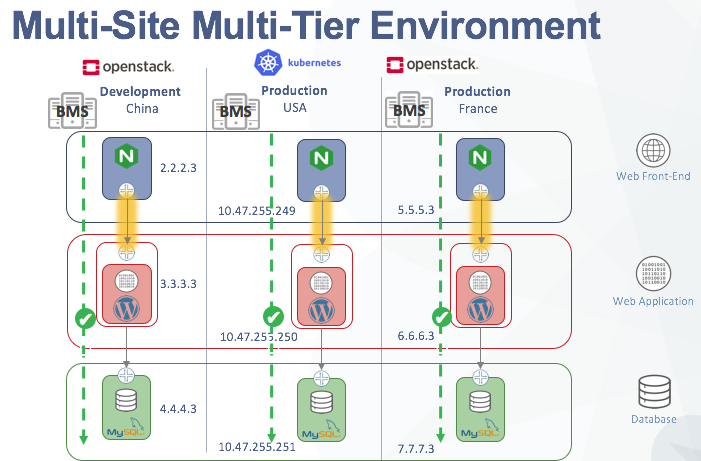 Multi-Site Multi-Tier Environment
openstack.
kubernetes
openstack.
Development
China
Production
USA
Production
France
BMS
BMS
BMS
N
N
N
2.2.2.3
10.47.255.249
5.5.5.3
Web Front-End
01001001
10011010
3.3.3.3
10.47.255.250
6.6.6.3
Web Application
4.4.4.3
MySQL
10.47.255.251
MySQL
7.7.7.3
MySQL
Database